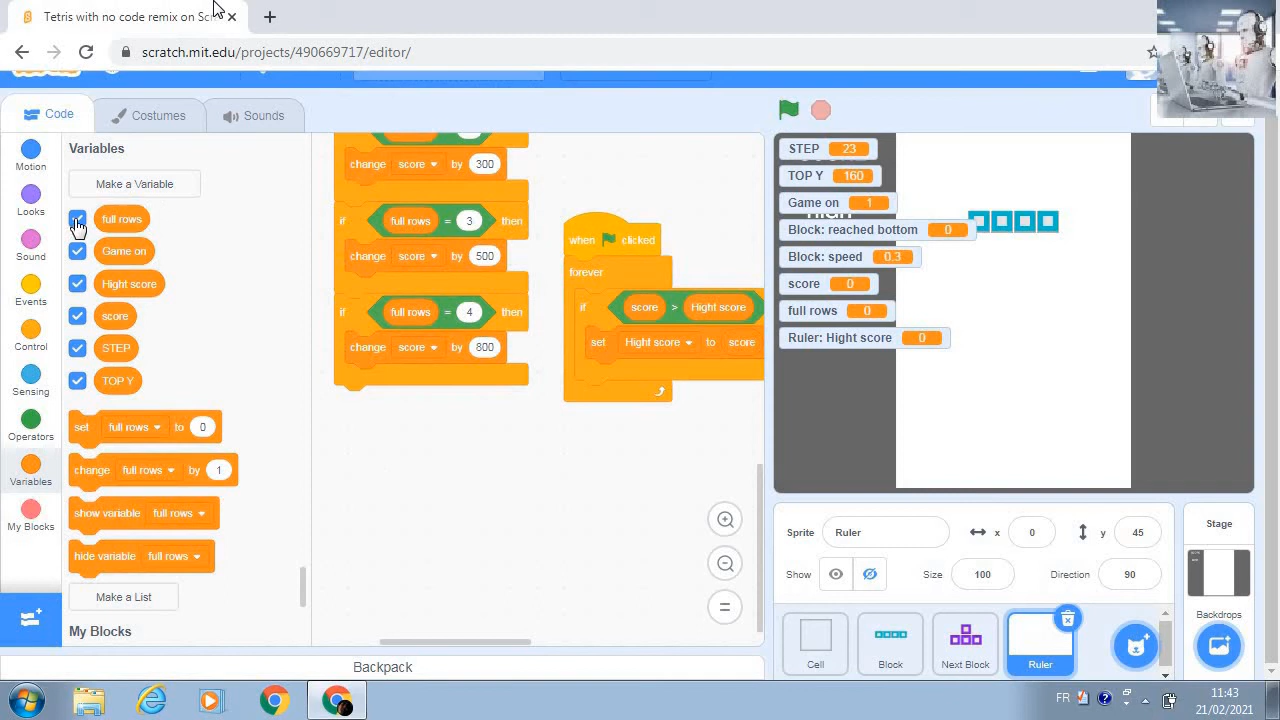 Tetris with no code remix on Sc
scratch.mit.edu/projects/490669717/editor/
Code
Costumes
Sounds
Motion
Looks
Sound
Events
Control
Sensing
Operators
Variables
My Blocks
Variables
Make a Variable
full rows
Game on
Hight score
score
STEP
TOP Y
set full rows to 0
change full rows by 1
show variable full rows
hide variable full rows
Make a List
My Blocks
change score by 300
if full rows = 3 then
change score by 500
if full rows = 4 then
change score by 800
when clicked
forever
if score > Hight score
set Hight score to score
Backpack
STEP 23
TOP Y 160
Game on 1
Block: reached bottom 0
Block: speed 0.3
score 0
full rows 0
Ruler: Hight score 0
Sprite Ruler x 0 y 45
Show Size 100 Direction 90
Cell
Block
Next Block
Ruler
Stage
Backdrops
FR
11:43
21/02/2021